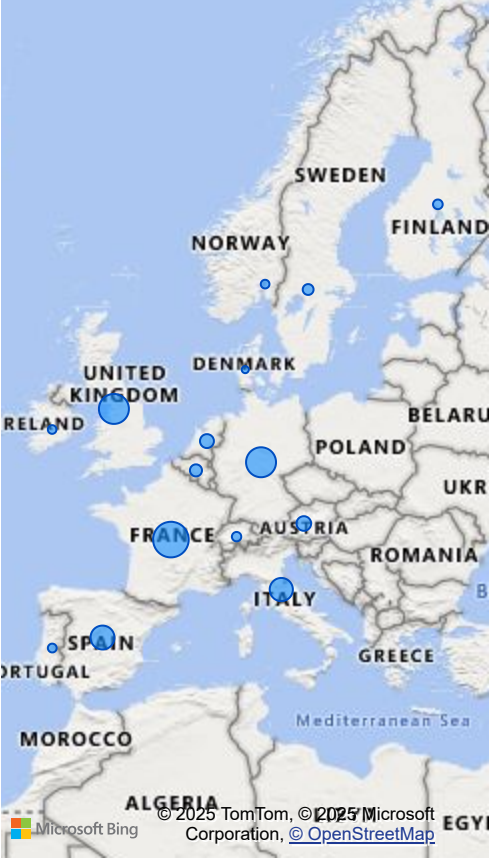 SWEDEN
FINLAND
NORWAY
DENMARK
UNITED
KINGDOM
RELAND
BELARU
POLAND
UKR
FRANCE
AUSTRIA
ROMANIA
B
ITALY
SPAIN
GREECE
ORTUGAL
Mediterranean Sea
MOROCCO
ALGERIA
© 2025 TomTom, © 2025 Microsoft
EGY
Microsoft Bing
Corporation, © OpenStreetMap